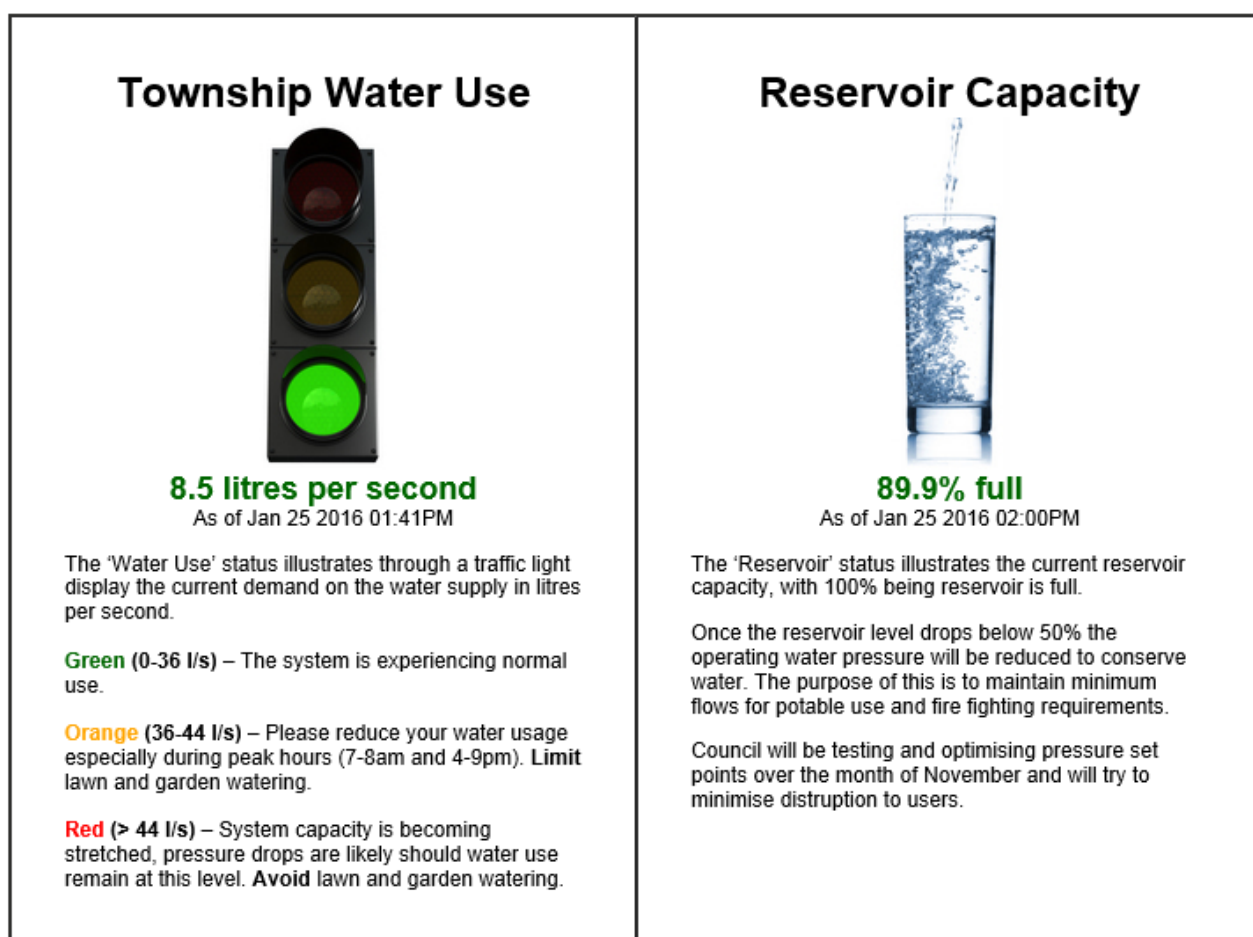 Township Water Use
8.5 litres per second
As of Jan 25 2016 01:41PM
The ‘Water Use’ status illustrates through a traffic light
display the current demand on the water supply in litres
per second.
Green (0-36 l/s) – The system is experiencing normal
use.
Orange (36-44 l/s) – Please reduce your water usage
especially during peak hours (7-8am and 4-9pm). Limit
lawn and garden watering.
Red (> 44 l/s) – System capacity is becoming
stretched, pressure drops are likely should water use
remain at this level. Avoid lawn and garden watering.
Reservoir Capacity
89.9% full
As of Jan 25 2016 02:00PM
The ‘Reservoir’ status illustrates the current reservoir
capacity, with 100% being reservoir is full.
Once the reservoir level drops below 50% the
operating water pressure will be reduced to conserve
water. The purpose of this is to maintain minimum
flows for potable use and fire fighting requirements.
Council will be testing and optimising pressure set
points over the month of November and will try to
minimise distruption to users.